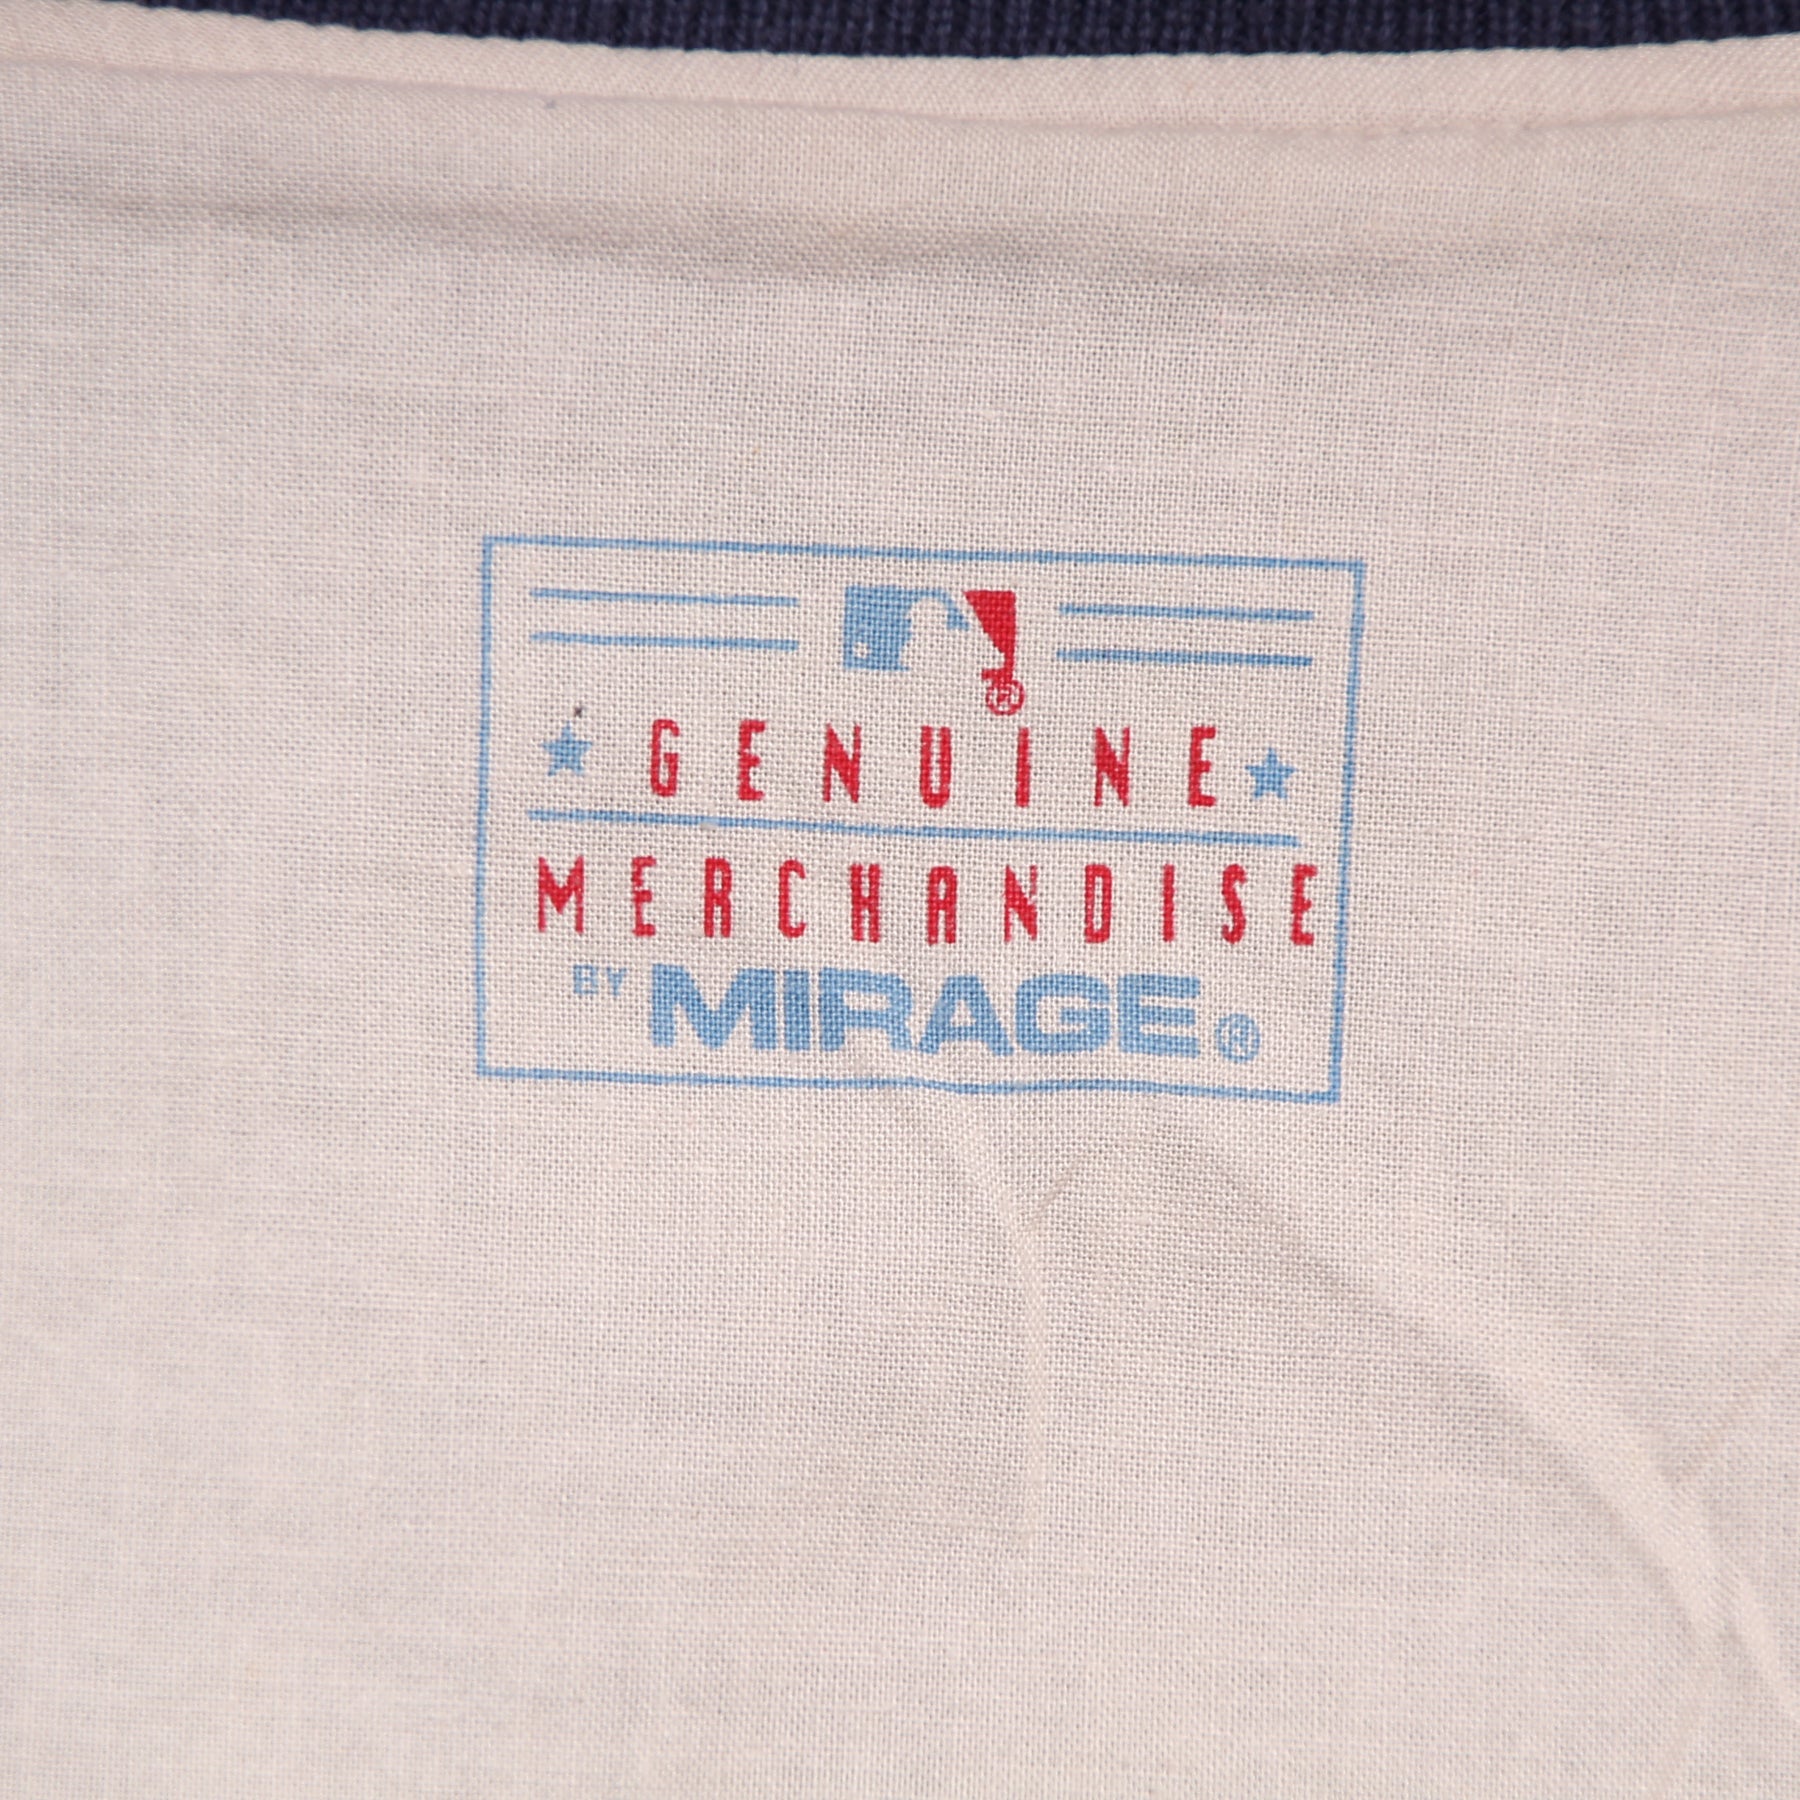 ®
GENUINE
MERCHANDISE
BY MIRAGE®